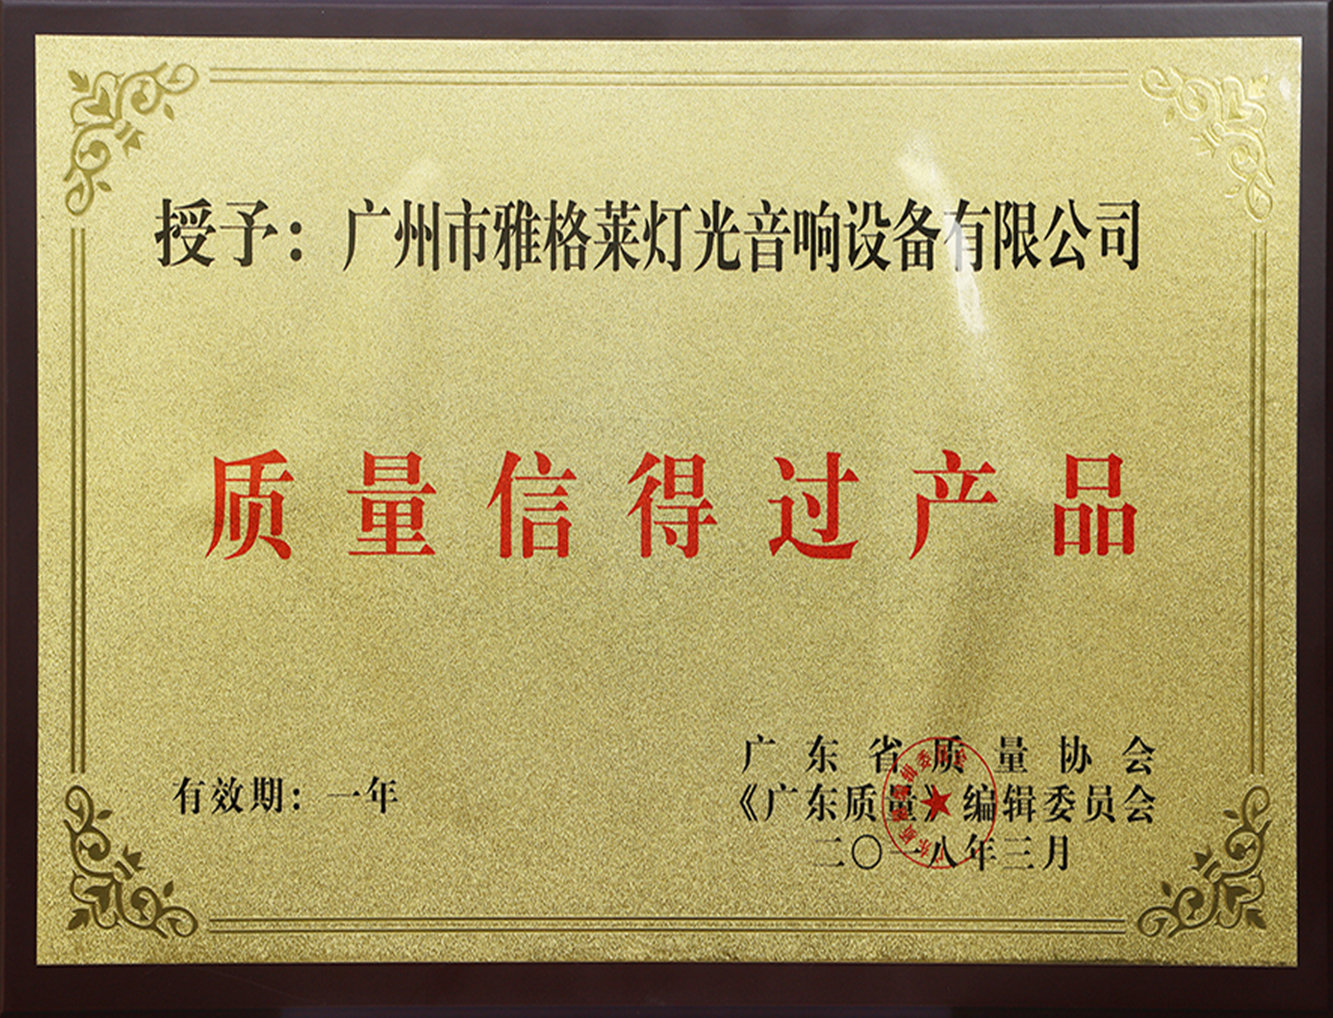 授予：广州市雅格莱灯光音响设备有限公司
质量信得过产品
有效期：一年
广东省质量协会
《广东质量》编辑委员会
二〇一八年三月